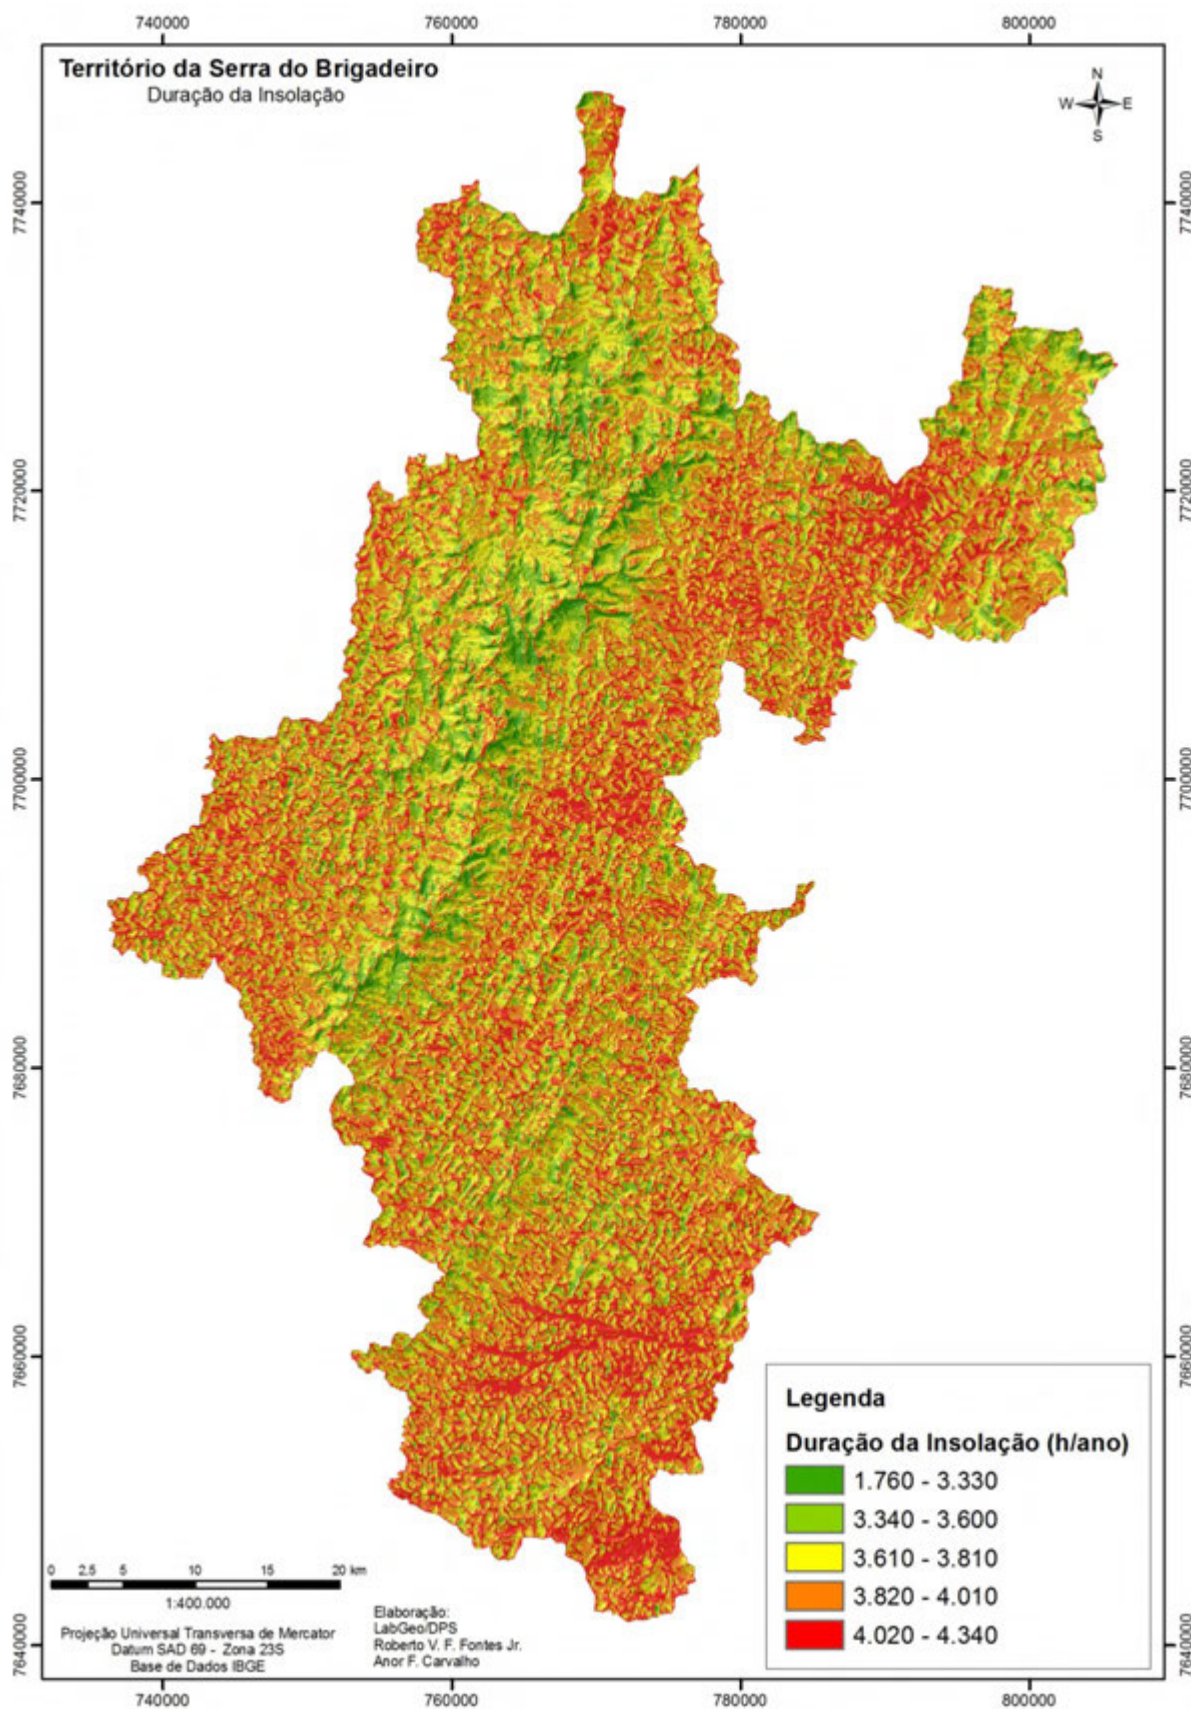 740000 760000 780000 800000
Território da Serra do Brigadeiro
Duração da Insolação
N
W E
S
7740000 7740000
7720000 7720000
7700000 7700000
7680000 7680000
7660000 7660000
7640000 7640000
Legenda
Duração da Insolação (h/ano)
1.760 - 3.330
3.340 - 3.600
3.610 - 3.810
3.820 - 4.010
4.020 - 4.340
0 2.5 5 10 15 20 km
1:400.000
Projeção Universal Transversa de Mercator
Datum SAD 69 - Zona 23S
Base de Dados IBGE
Elaboração:
LabGeo/DPS
Roberto V. F. Fontes Jr.
Anor F. Carvalho
740000 760000 780000 800000